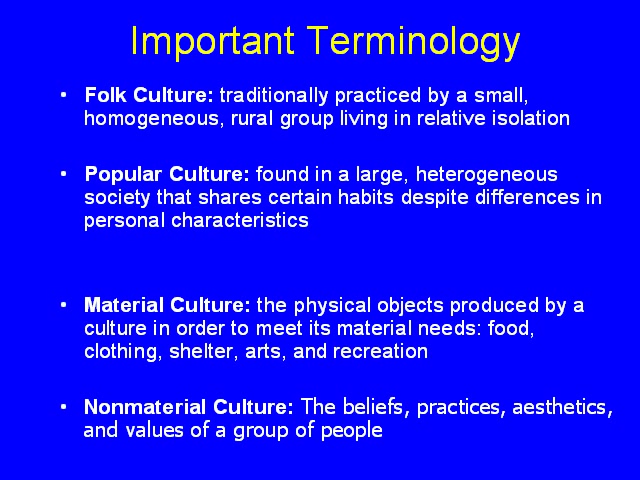 Important Terminology
• Folk Culture: traditionally practiced by a small,
homogeneous, rural group living in relative isolation
• Popular Culture: found in a large, heterogeneous
society that shares certain habits despite differences in
personal characteristics
• Material Culture: the physical objects produced by a
culture in order to meet its material needs: food,
clothing, shelter, arts, and recreation
• Nonmaterial Culture: The beliefs, practices, aesthetics,
and values of a group of people